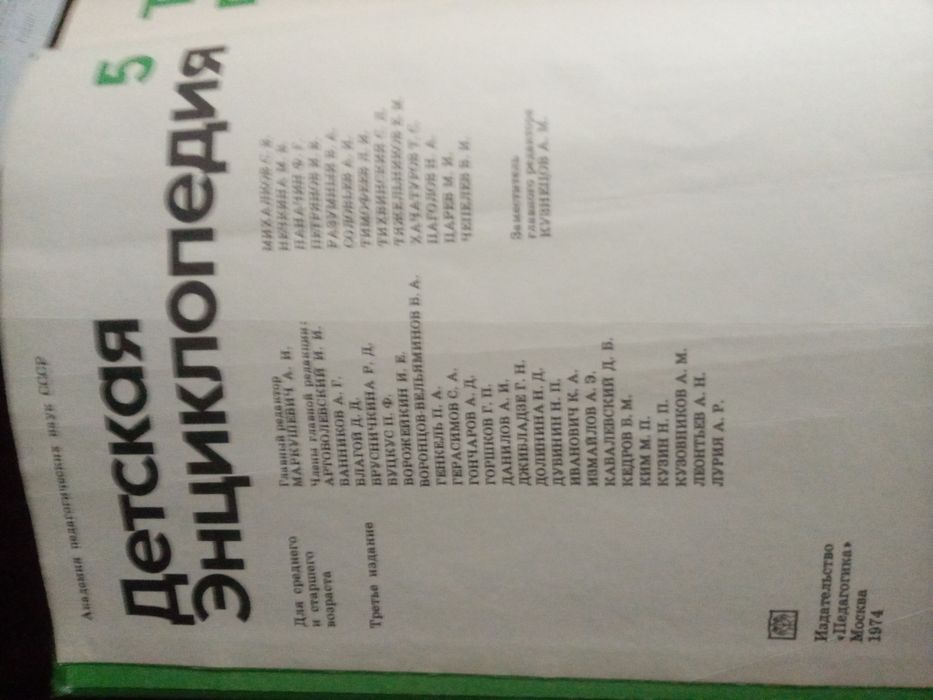 Академия педагогических наук СССР
Детская
Энциклопедия
5
Для среднего
и старшего
возраста
Третье издание
Главный редактор
МАРКУШЕВИЧ А. И.
Члены главной редакции:
АРТОБОЛЕВСКИЙ И. И.
БАННИКОВ А. Г.
БЛАГОЙ Д. Д.
БРУСНИЧКИНА Р. Д.
БУЦКУС П. Ф.
ВОРОЖЕЙКИН И. Е.
ВОРОНЦОВ-ВЕЛЬЯМИНОВ Б. А.
ГЕНКЕЛЬ П. А.
ГЕРАСИМОВ С. А.
ГОНЧАРОВ А. Д.
ГОРШКОВ Г. П.
ДАНИЛОВ А. И.
ДЖИБЛАДЗЕ Г. Н.
ДОЛИНИНА Н. Д.
ДУБИНИН Н. П.
ИВАНОВИЧ К. А.
ИЗМАЙЛОВ А. Э.
КАБАЛЕВСКИЙ Д. Б.
КЕДРОВ Б. М.
КИМ М. П.
КУЗИН Н. П.
КУЗОВНИКОВ А. М.
ЛЕОНТЬЕВ А. Н.
ЛУРИЯ А. Р.
МИХАЛКОВ С. В.
НЕЧКИНА М. В.
ПАНАЧИН Ф. Г.
ПЕТРЯНОВ И. В.
РАЗУМНЫЙ В. А.
СОЛОВЬЕВ А. И.
ТИМОФЕЕВ Л. И.
ТИХВИНСКИЙ С. Л.
ТЯЖЕЛЬНИКОВ Е. М.
ХАЧАТУРОВ Т. С.
ЦАГОЛОВ Н. А.
ЦАРЕВ М. И.
ЧЕПЕЛЕВ В. И.
Заместитель
главного редактора
КУЗНЕЦОВ А. М.
Издательство
«Педагогика»
Москва
1974